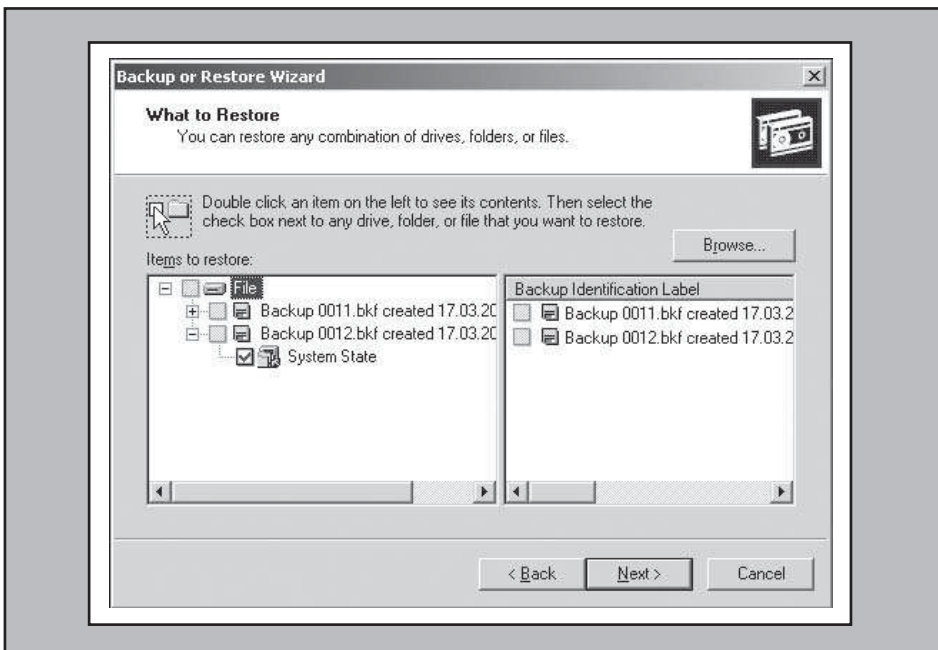 Backup or Restore Wizard
What to Restore
You can restore any combination of drives, folders, or files.
Double click an item on the left to see its contents. Then select the
check box next to any drive, folder, or file that you want to restore.
Browse...
Items to restore:
File
Backup 0011.bkf created 17.03.20
Backup 0012.bkf created 17.03.20
System State
Backup Identification Label
Backup 0011.bkf created 17.03.2
Backup 0012.bkf created 17.03.2
< Back
Next >
Cancel